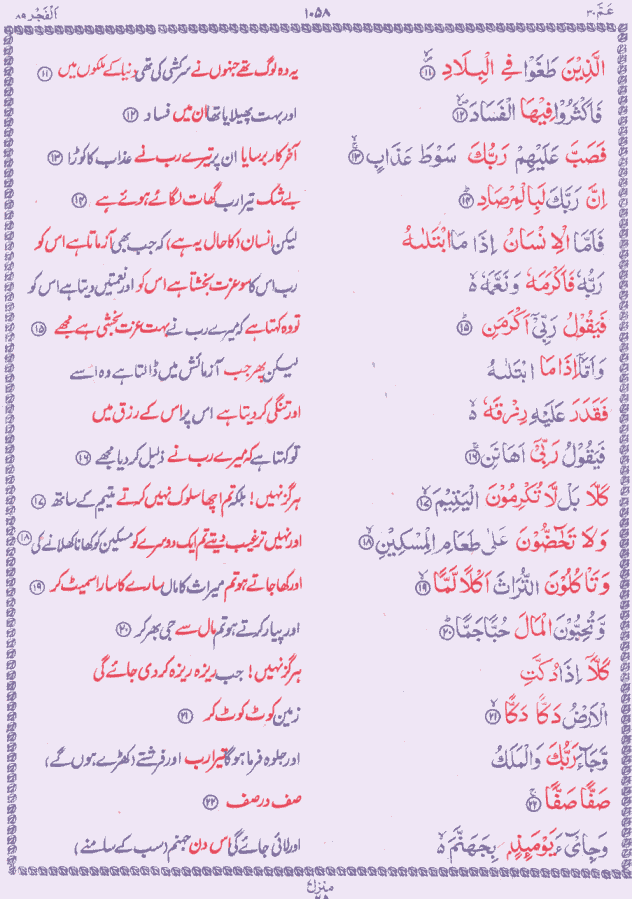 عَمَّ ٣٠ ١٠٥٨ اَلْفَجْر ٨٩
الَّذِيْنَ طَغَوْا فِي الْبِلَادِ ۙ۝۱۱ یہ وہ لوگ تھے جنہوں نے سرکشی کی تھی دنیا کے ملکوں میں ۝۱۱
فَاَكْثَرُوْا فِيْهَا الْفَسَادَ ۙ۝۱۲ اور بہت پھیلایا تھا ان میں فساد ۝۱۲
فَصَبَّ عَلَيْهِمْ رَبُّكَ سَوْطَ عَذَابٍ ۙ۝۱۳ آخر کار برسایا ان پر تیرے رب نے عذاب کا کوڑا ۝۱۳
اِنَّ رَبَّكَ لَبِالْمِرْصَادِ ۝۱۴ بے شک تیرا رب گھات لگائے ہوئے ہے ۝۱۴
فَاَمَّا الْاِنْسَانُ اِذَا مَا ابْتَلٰىهُ لیکن انسان (کا حال یہ ہے) کہ جب بھی آزماتا ہے اس کو
رَبُّهٗ فَاَكْرَمَهٗ وَنَعَّمَهٗ ۙ رب اس کا سو عزت بخشتا ہے اس کو اور نعمتیں دیتا ہے اس کو
فَيَقُوْلُ رَبِّيْٓ اَكْرَمَنِ ۝۱۵ تو وہ کہتا ہے کہ میرے رب نے بہت عزت بخشی ہے مجھے ۝۱۵
وَاَمَّآ اِذَا مَا ابْتَلٰىهُ لیکن پھر جب آزمائش میں ڈالتا ہے وہ اسے
فَقَدَرَ عَلَيْهِ رِزْقَهٗ ۙ اور تنگی کر دیتا ہے اس پر اس کے رزق میں
فَيَقُوْلُ رَبِّيْٓ اَهَانَنِ ۝۱۶ تو کہتا ہے کہ میرے رب نے ذلیل کر دیا مجھے ۝۱۶
كَلَّا بَلْ لَّا تُكْرِمُوْنَ الْيَتِيْمَ ۙ۝۱۷ ہرگز نہیں! بلکہ تم اچھا سلوک نہیں کرتے یتیم کے ساتھ ۝۱۷
وَلَا تَحٰٓضُّوْنَ عَلٰى طَعَامِ الْمِسْكِيْنِ ۙ۝۱۸ اور نہیں ترغیب دیتے تم ایک دوسرے کو مسکین کو کھانا کھلانے کی ۝۱۸
وَتَاْكُلُوْنَ التُّرَاثَ اَكْلًا لَّمًّا ۙ۝۱۹ اور کھا جاتے ہو تم میراث کا مال سارے کا سارا سمیٹ کر ۝۱۹
وَّتُحِبُّوْنَ الْمَالَ حُبًّا جَمًّا ۝۲۰ اور پیار کرتے ہو تم مال سے جی بھر کر ۝۲۰
كَلَّآ اِذَا دُكَّتِ ہرگز نہیں! جب ریزہ ریزہ کر دی جائے گی
الْاَرْضُ دَكًّا دَكًّا ۙ۝۲۱ زمین کوٹ کوٹ کر ۝۲۱
وَّجَآءَ رَبُّكَ وَالْمَلَكُ اور جلوہ فرما ہوگا تیرا رب اور فرشتے (کھڑے ہوں گے)
صَفًّا صَفًّا ۝۲۲ صف در صف ۝۲۲
وَجِايْٓءَ يَوْمَىِٕذٍۢ بِجَهَنَّمَ ۙ اور لائی جائے گی اس دن جہنم (سب کے سامنے)
منزل